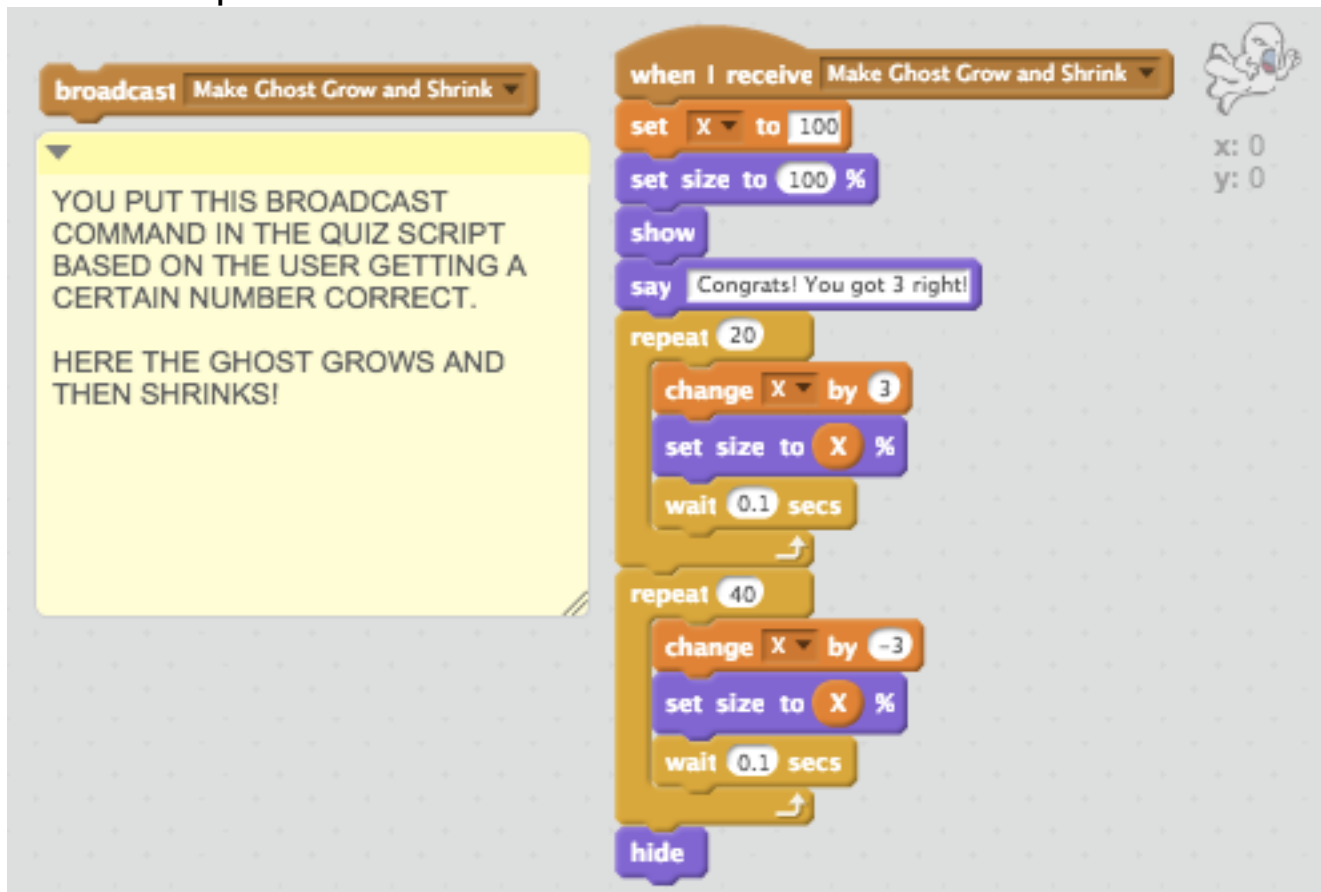 broadcast Make Ghost Grow and Shrink
YOU PUT THIS BROADCAST
COMMAND IN THE QUIZ SCRIPT
BASED ON THE USER GETTING A
CERTAIN NUMBER CORRECT.
HERE THE GHOST GROWS AND
THEN SHRINKS!
when I receive Make Ghost Grow and Shrink
set X to 100
set size to 100 %
show
say Congrats! You got 3 right!
repeat 20
change X by 3
set size to X %
wait 0.1 secs
repeat 40
change X by -3
set size to X %
wait 0.1 secs
hide
x: 0
y: 0